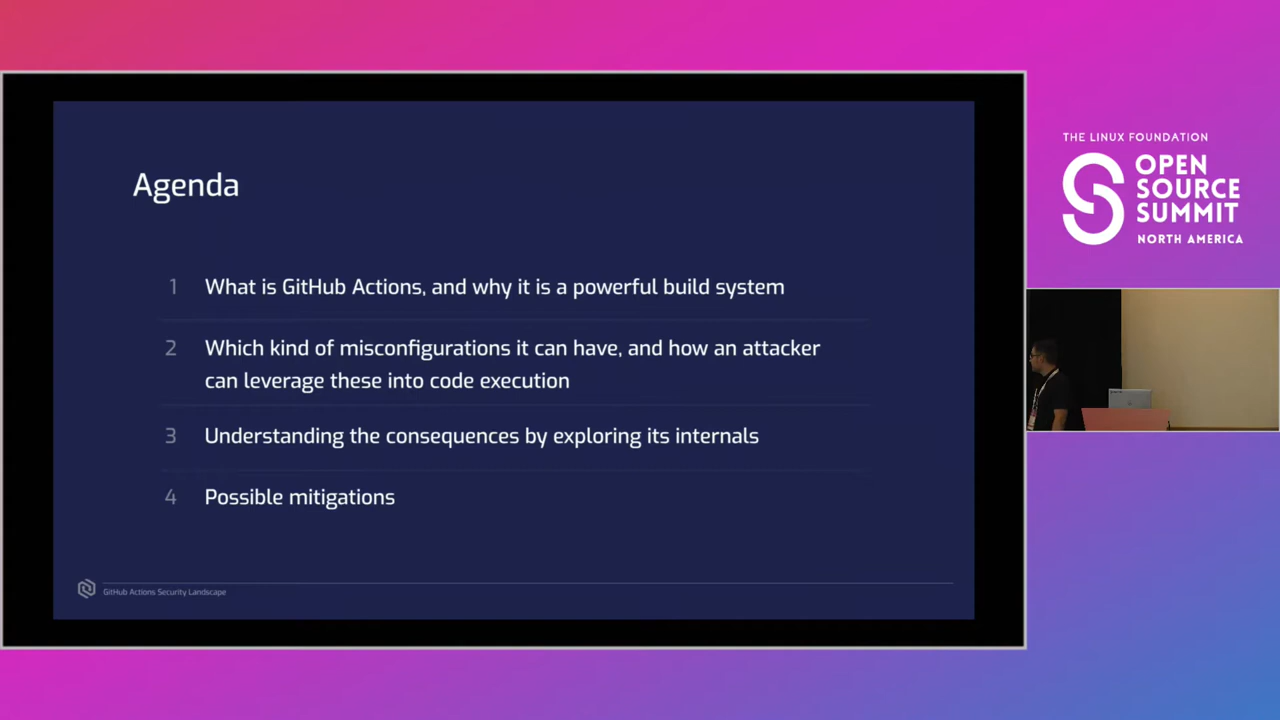 Agenda
1 What is GitHub Actions, and why it is a powerful build system
2 Which kind of misconfigurations it can have, and how an attacker
can leverage these into code execution
3 Understanding the consequences by exploring its internals
4 Possible mitigations
GitHub Actions Security Landscape
THE LINUX FOUNDATION
OPEN
SOURCE
SUMMIT
NORTH AMERICA